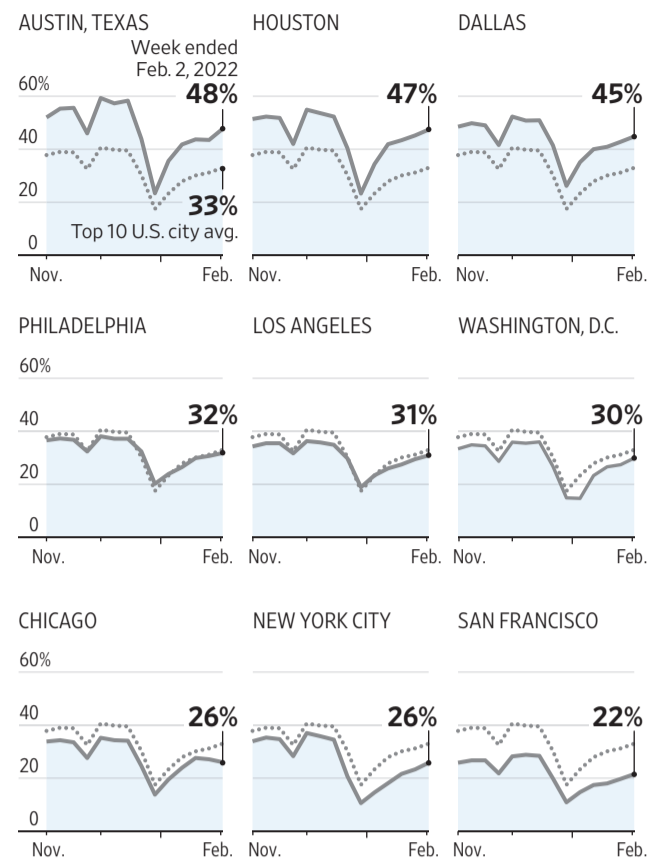 AUSTIN, TEXAS
Week ended
Feb. 2, 2022
60%
48%
40
20
33%
Top 10 U.S. city avg.
0
Nov.
Feb.
HOUSTON
47%
Nov.
Feb.
DALLAS
45%
Nov.
Feb.
PHILADELPHIA
60%
32%
40
20
0
Nov.
Feb.
LOS ANGELES
31%
Nov.
Feb.
WASHINGTON, D.C.
30%
Nov.
Feb.
CHICAGO
60%
26%
40
20
0
Nov.
Feb.
NEW YORK CITY
26%
Nov.
Feb.
SAN FRANCISCO
22%
Nov.
Feb.